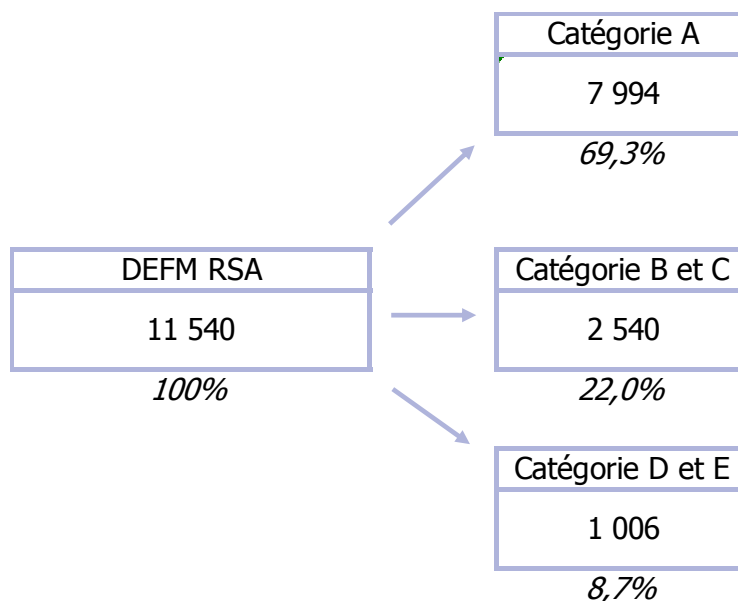 Catégorie A
7 994
69,3%
DEFM RSA
11 540
100%
Catégorie B et C
2 540
22,0%
Catégorie D et E
1 006
8,7%